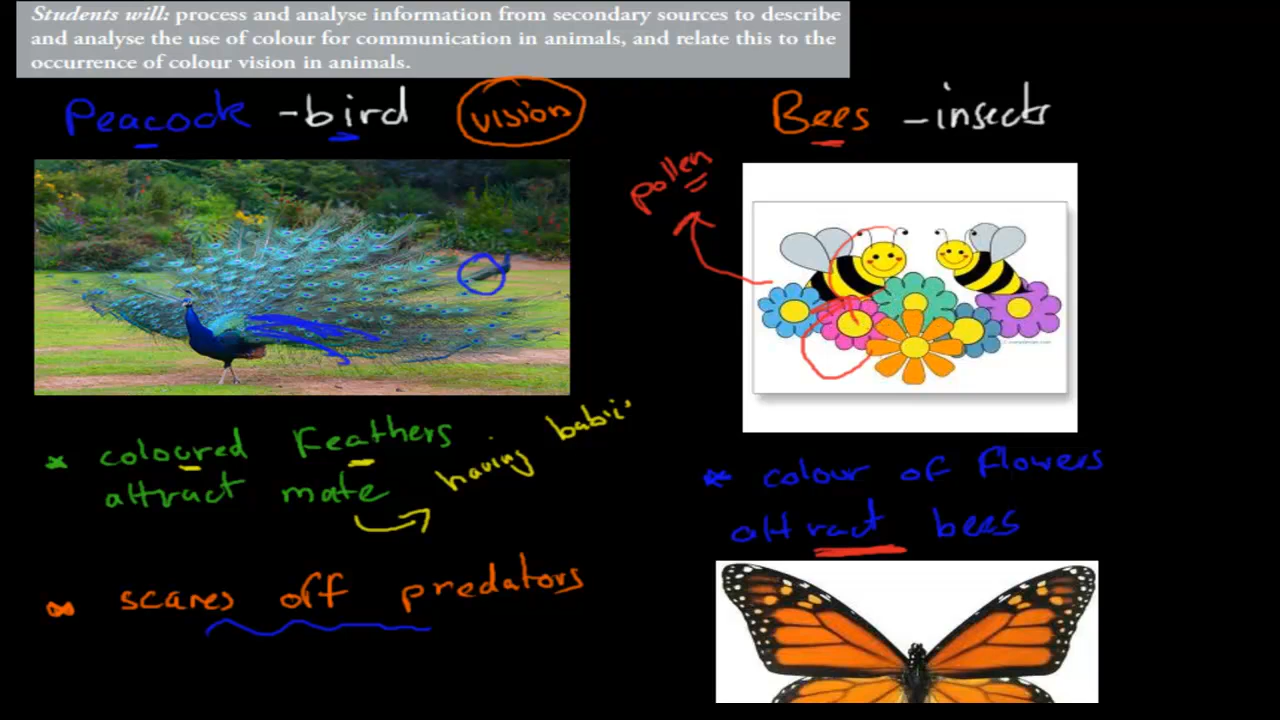 Students will: process and analyse information from secondary sources to describe
and analyse the use of colour for communication in animals, and relate this to the
occurrence of colour vision in animals.
Peacock -bird
vision
Bees -insects
pollen
* coloured Feathers
attract mate
having
* scares off predators
* colour of flowers
attract bees